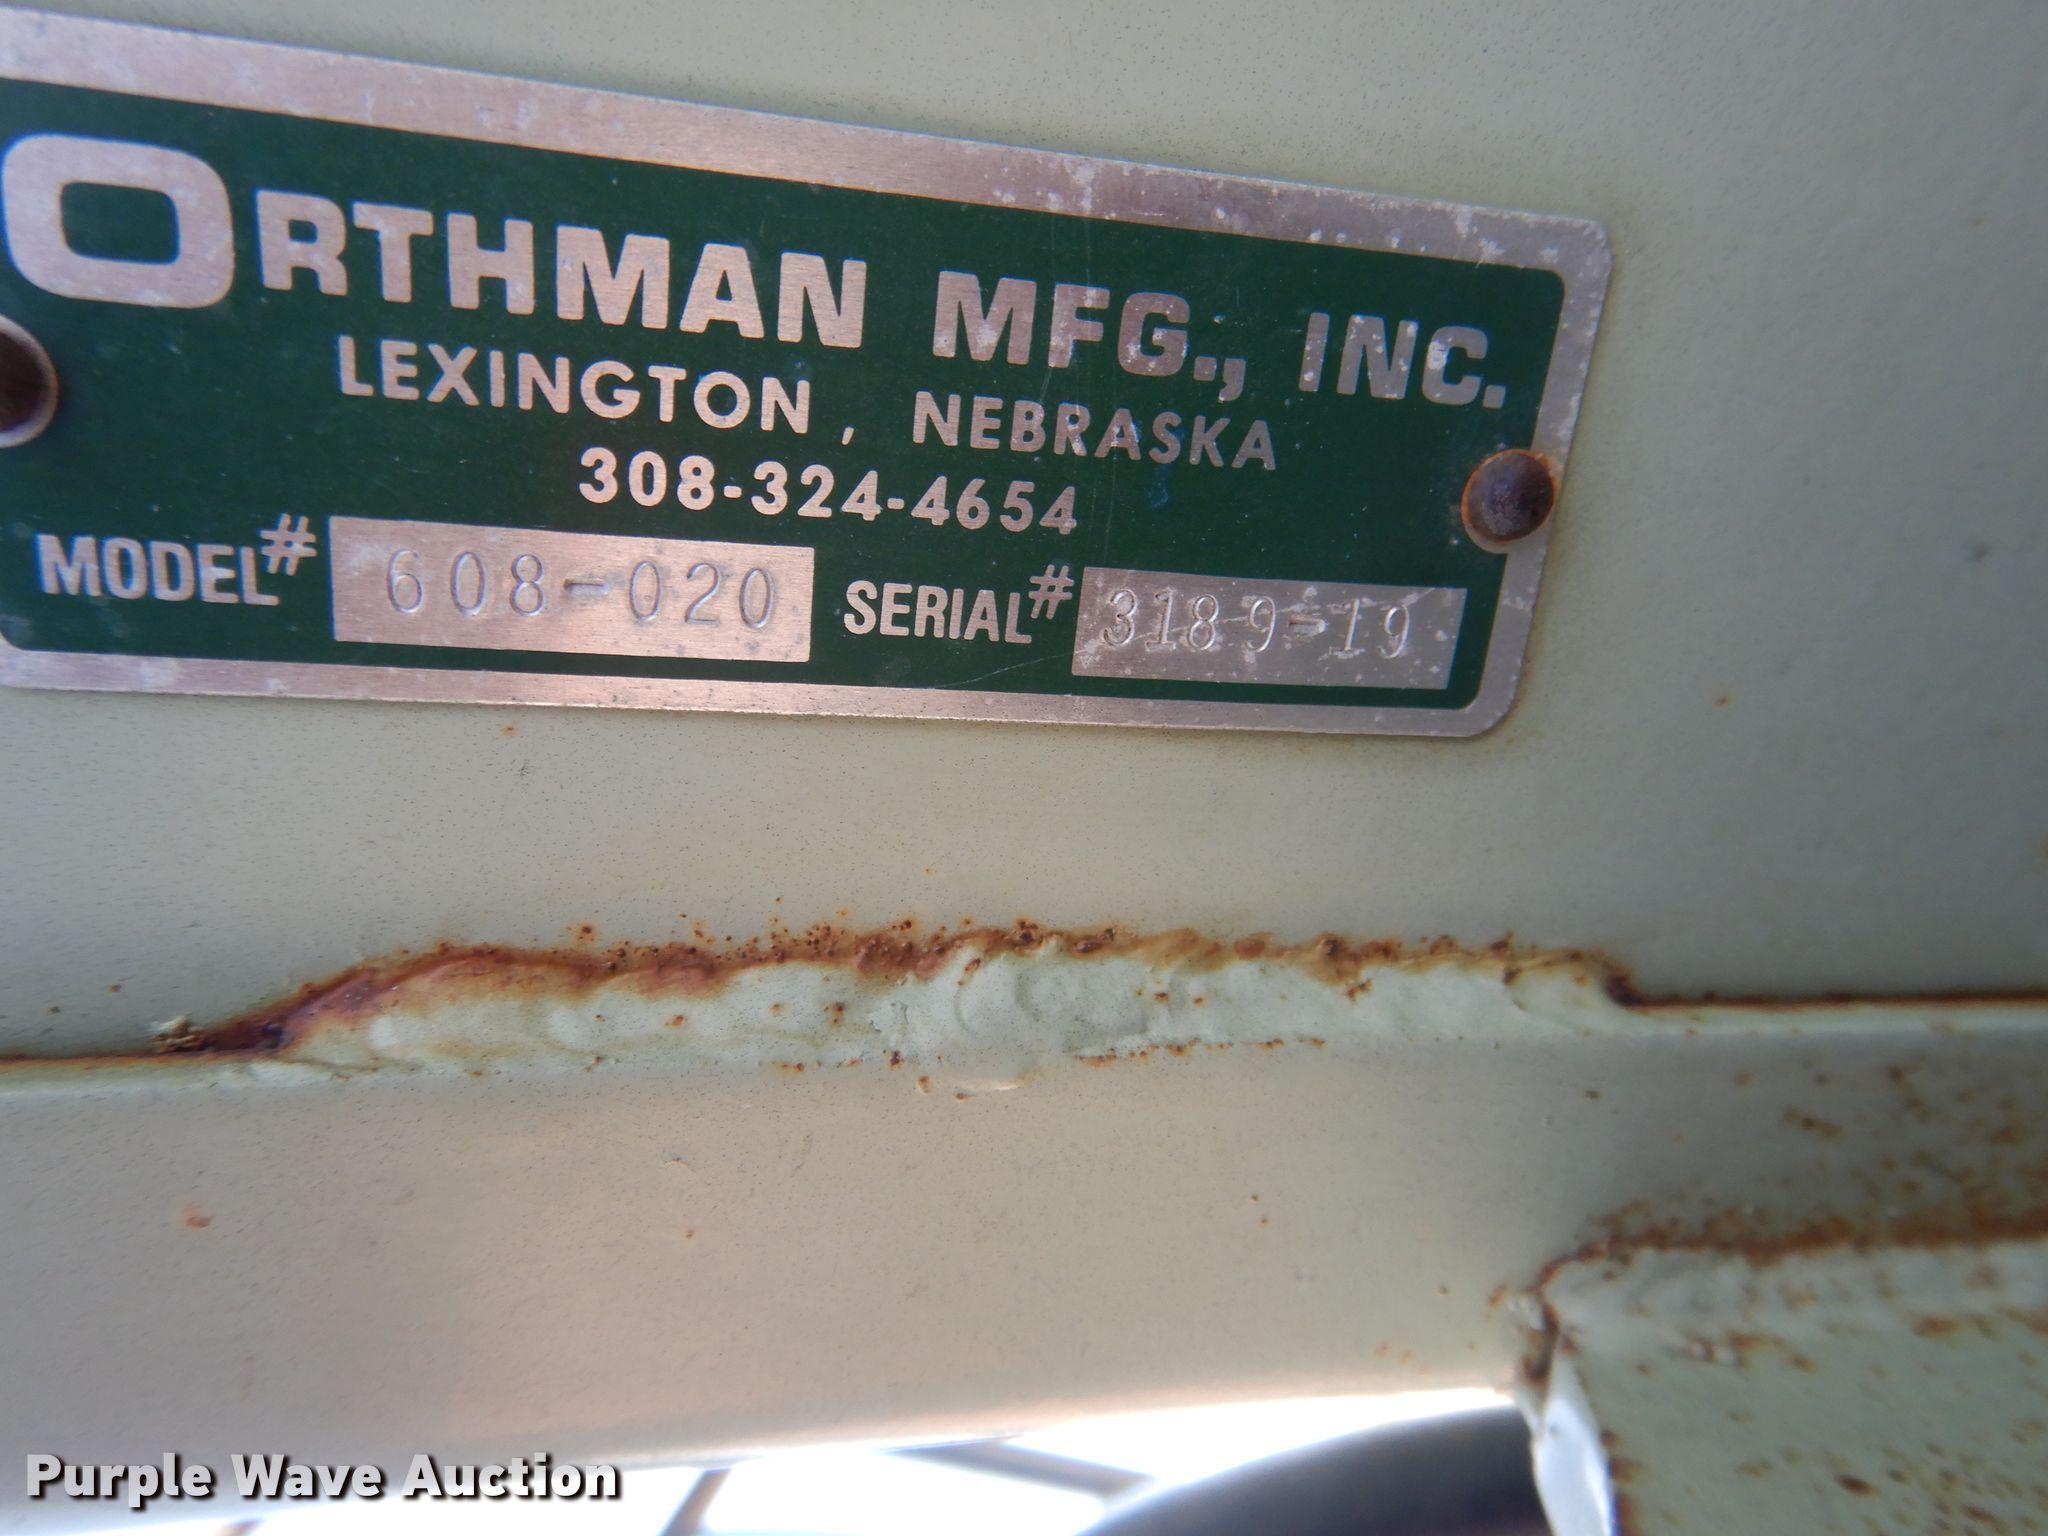 ORTHMAN MFG., INC.
LEXINGTON, NEBRASKA
308-324-4654
MODEL# 608-020 SERIAL# 3189-19
Purple Wave Auction